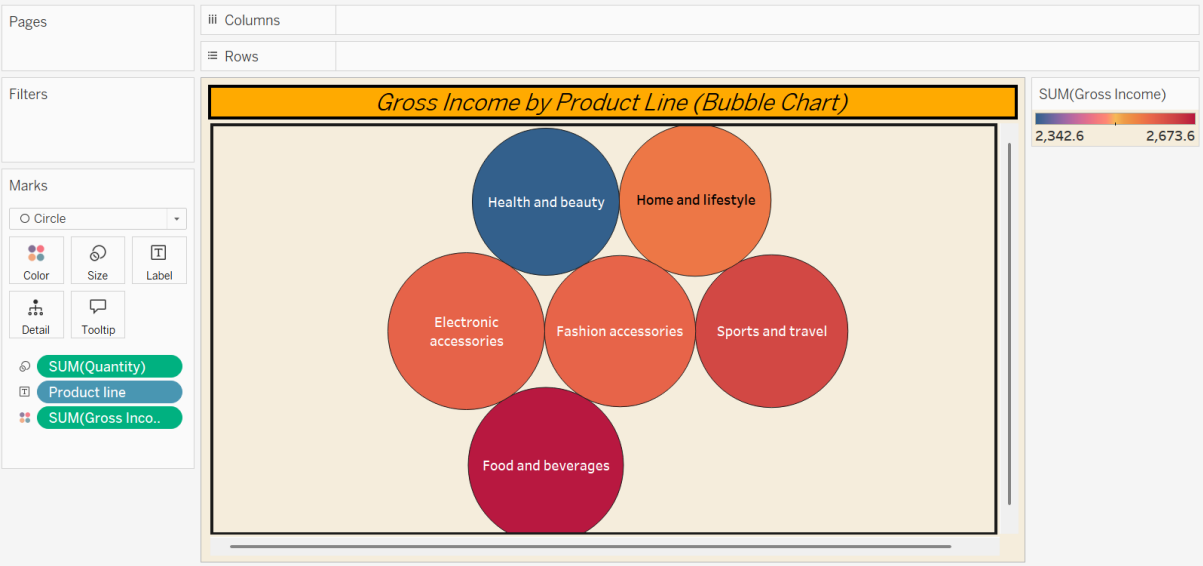 Pages
Columns
Rows
Filters
Marks
Circle
Color
Size
Label
Detail
Tooltip
SUM(Quantity)
Product line
SUM(Gross Inco..
Gross Income by Product Line (Bubble Chart)
Health and beauty
Home and lifestyle
Electronic
accessories
Fashion accessories
Sports and travel
Food and beverages
SUM(Gross Income)
2,342.6 2,673.6